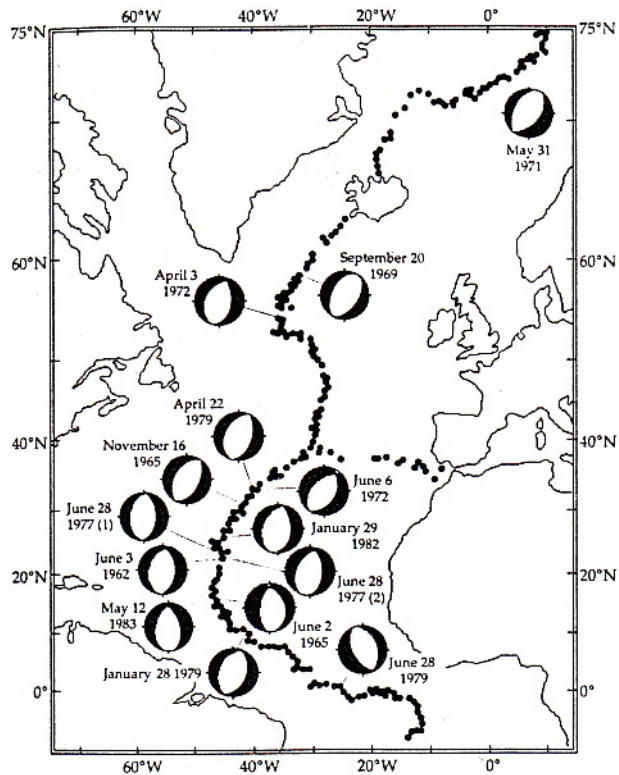 60°W 40°W 20°W 0°
75°N 75°N
May 31
1971
September 20
1969
April 3
1972
60°N 60°N
April 22
1979
November 16
1965
40°N 40°N
June 6
1972
June 28
1977 (1)
January 29
1982
June 3
1962
June 28
1977 (2)
20°N 20°N
May 12
1983
June 2
1965
January 28 1979
June 28
1979
0° 0°
60°W 40°W 20°W 0°